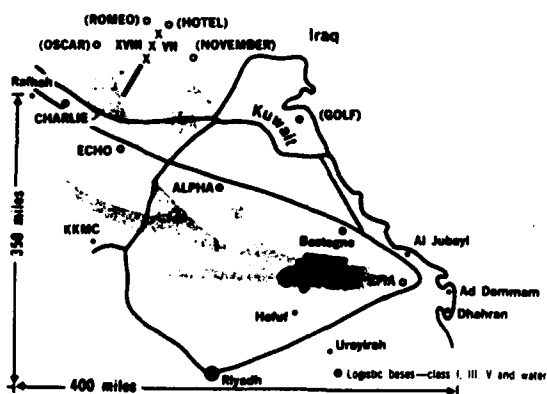 (ROMEO) (HOTEL)
X
(OSCAR) XVIII X VII (NOVEMBER)
X
Iraq
Rafhah
CHARLIE
Kuwait
(GOLF)
ECHO
ALPHA
KKMC
Bastogne
Al Jubayl
Ad Dammam
Hofuf
Dhahran
Urayirah
Riyadh
Logistic bases—class I, III, V and water
350 miles
400 miles